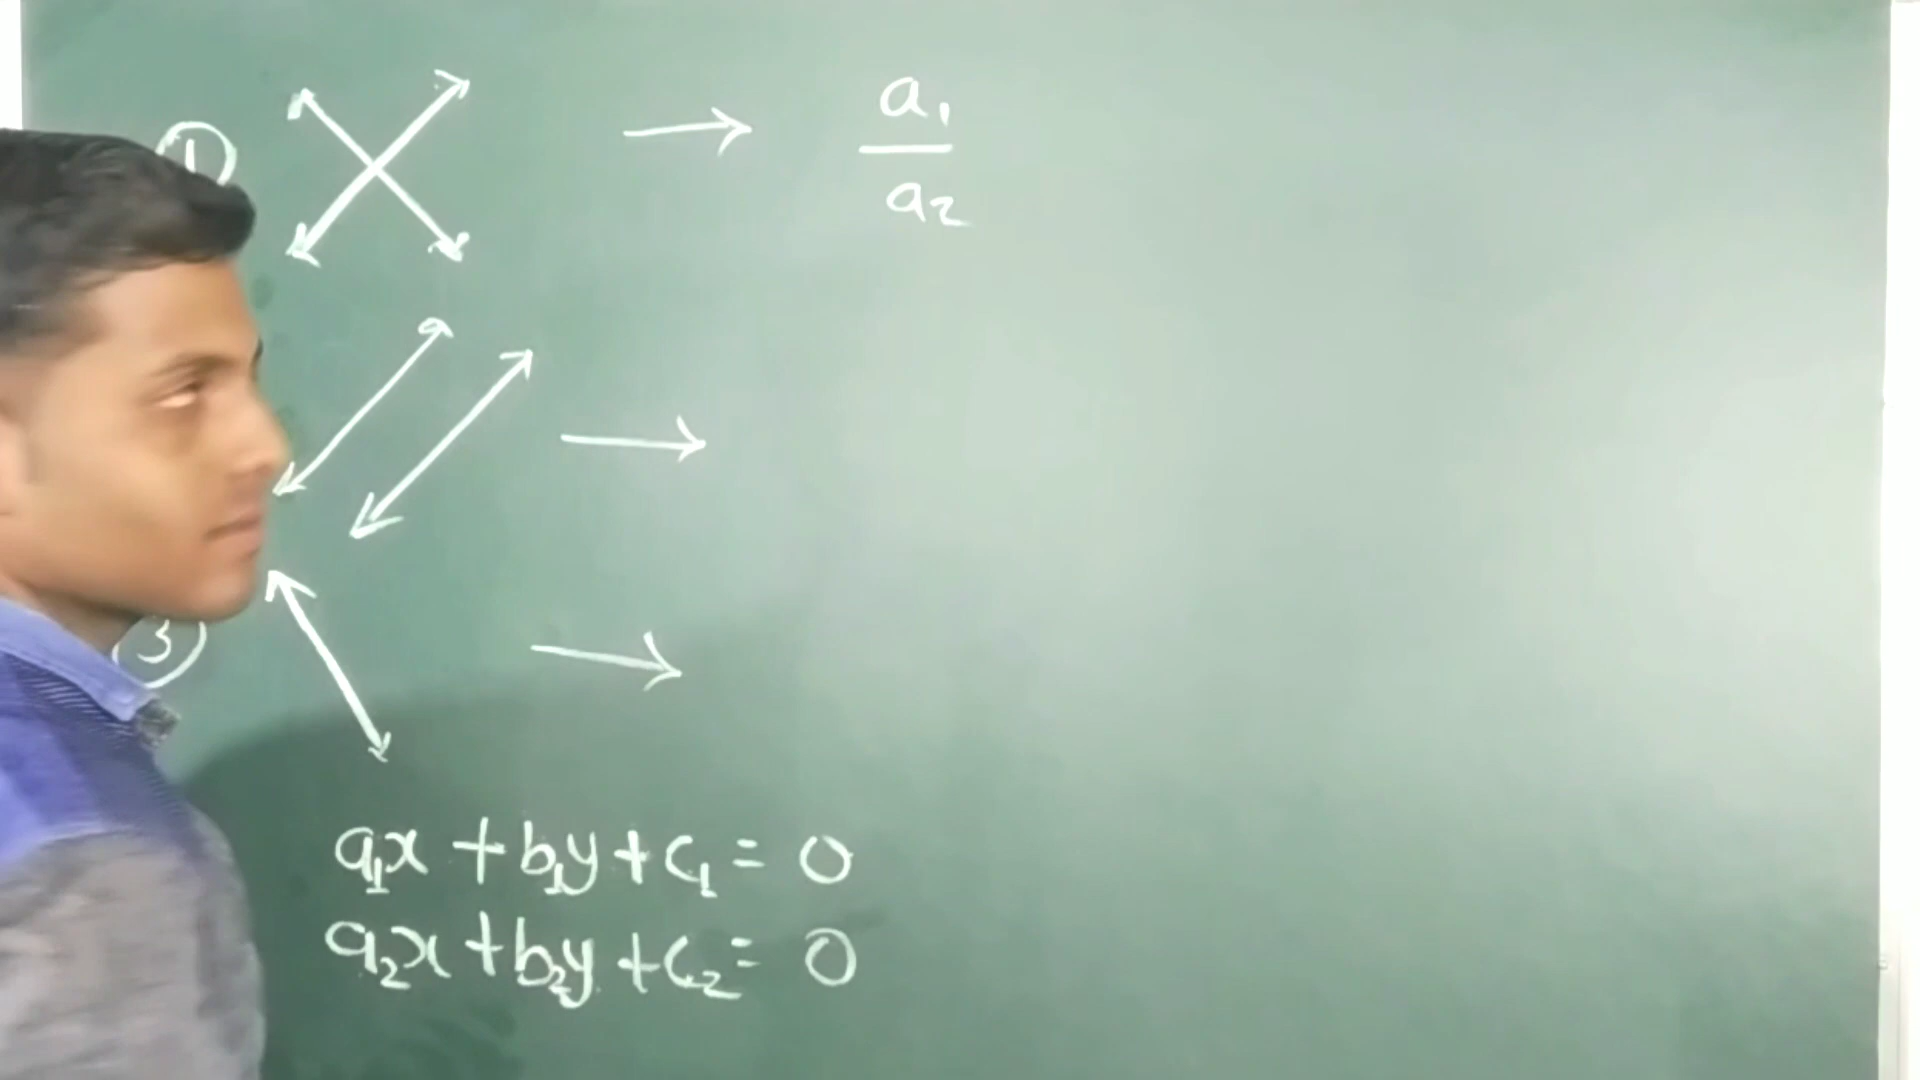 ① → a₁/a₂
→
③ →
a₁x + b₁y + c₁ = 0
a₂x + b₂y + c₂ = 0